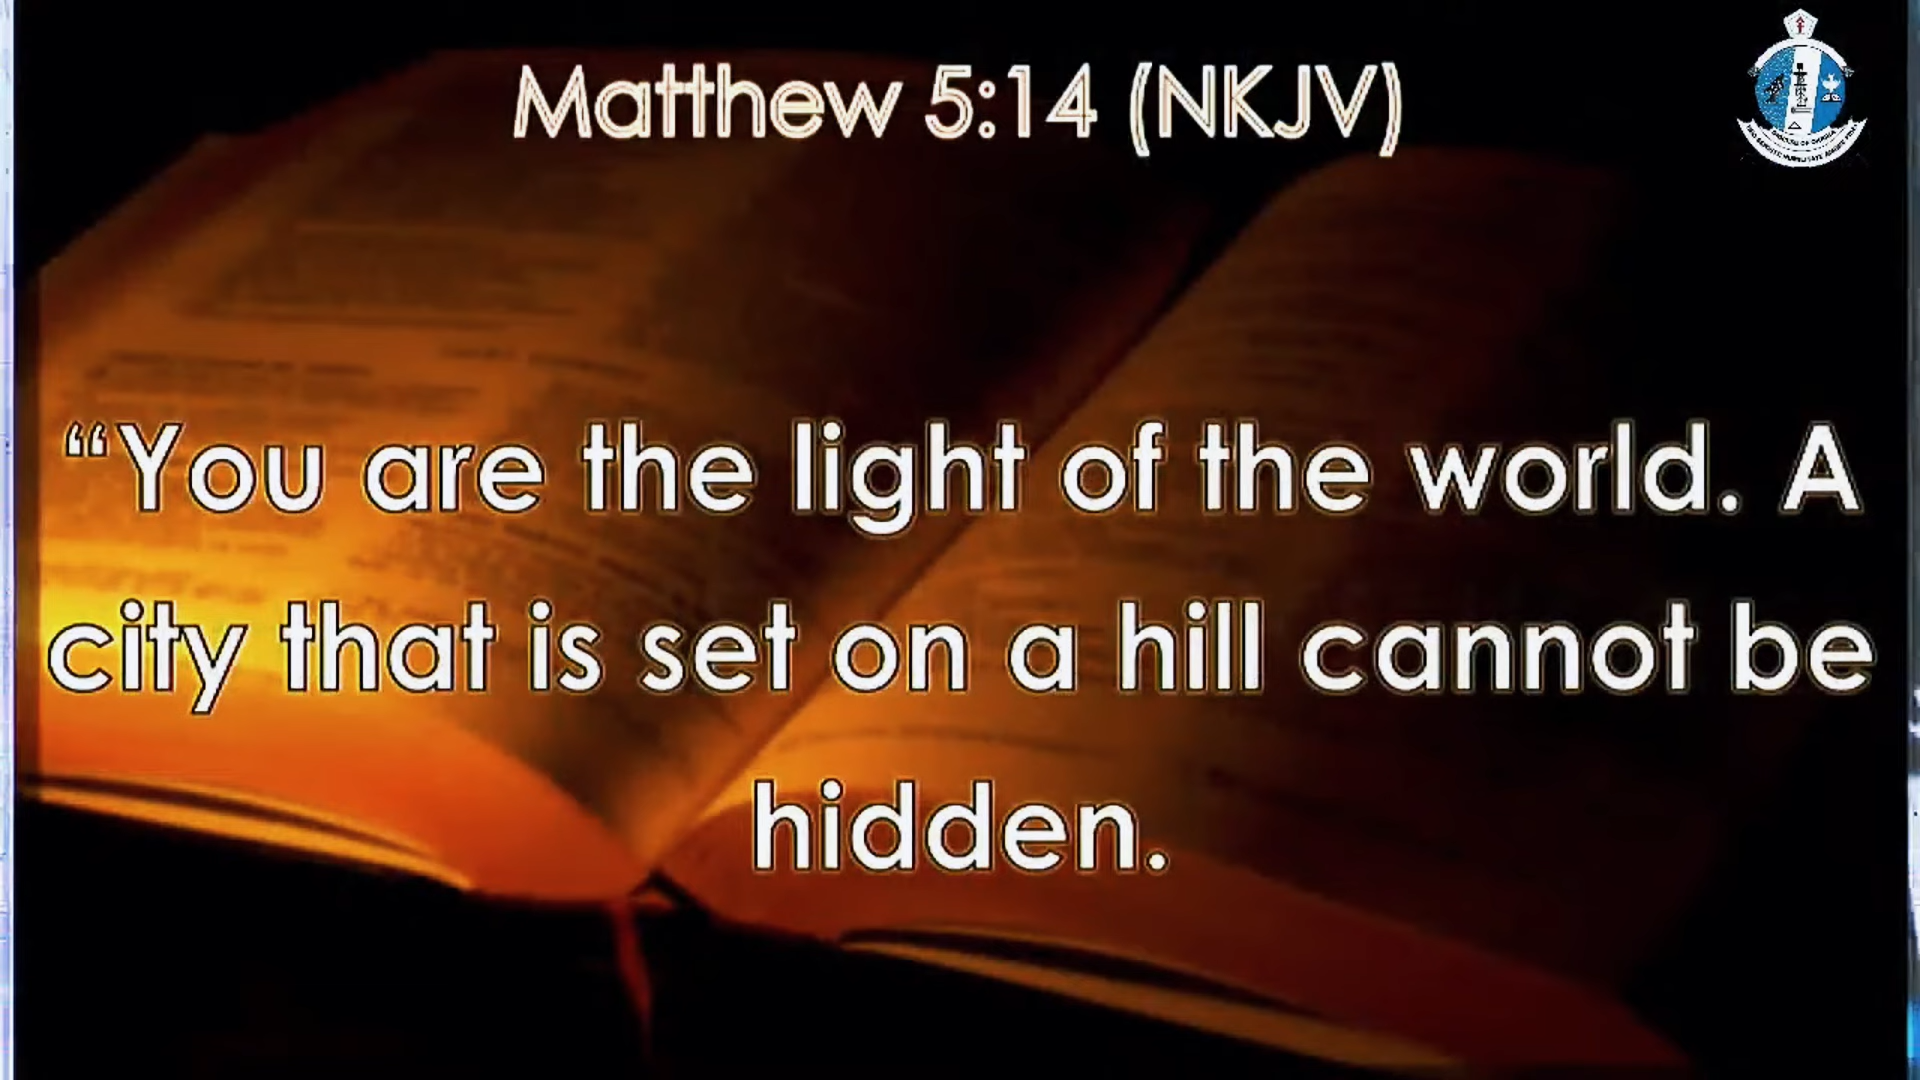 Matthew 5:14 (NKJV)
“You are the light of the world. A
city that is set on a hill cannot be
hidden.